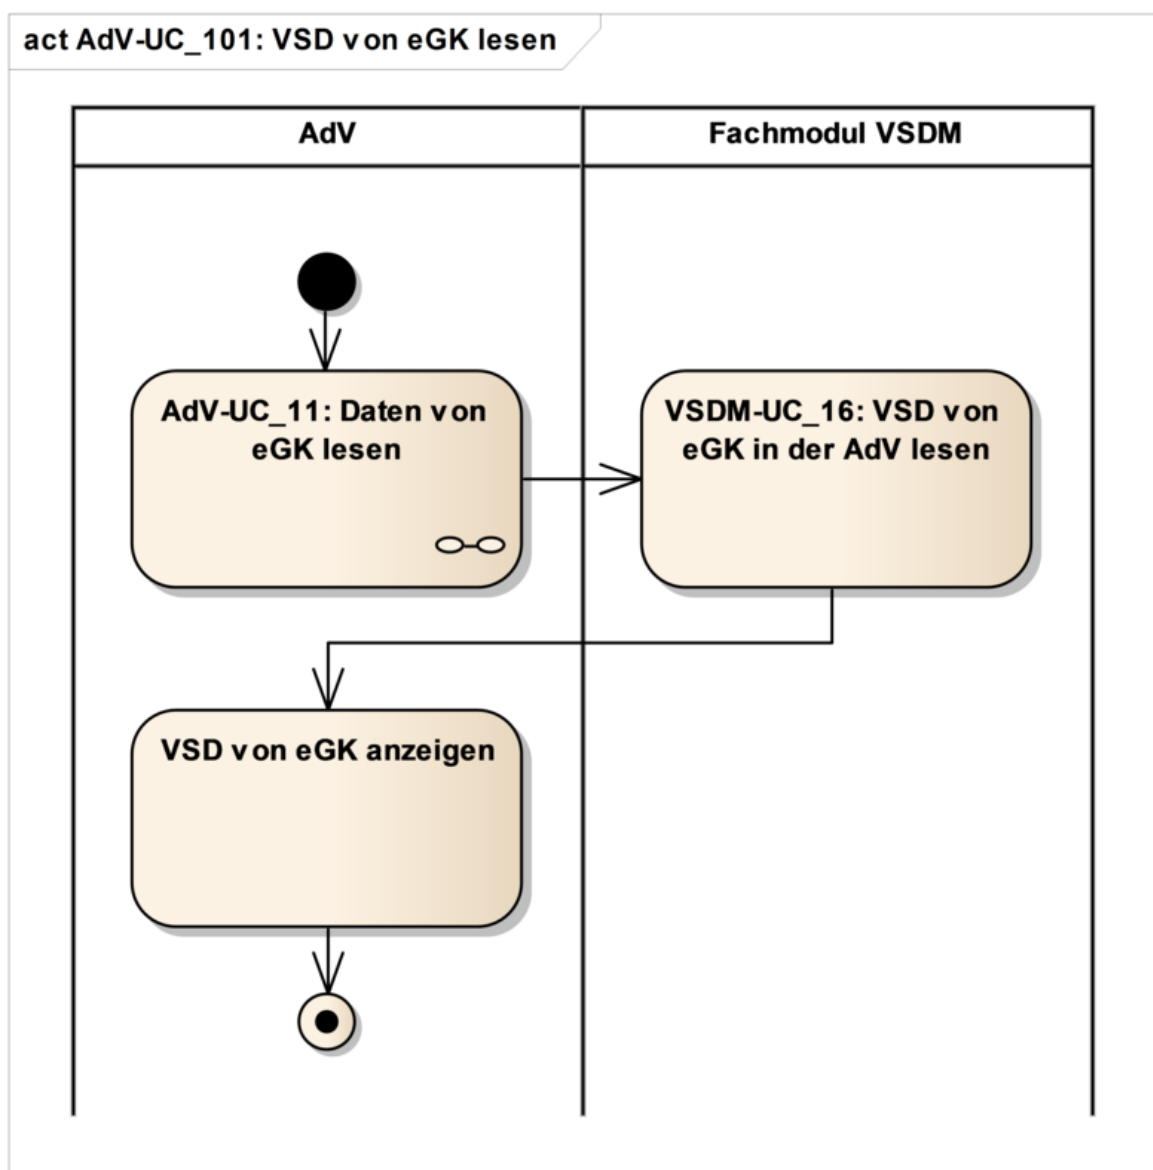 act AdV-UC_101: VSD von eGK lesen
AdV
Fachmodul VSDM
AdV-UC_11: Daten von
eGK lesen
VSDM-UC_16: VSD von
eGK in der AdV lesen
VSD von eGK anzeigen